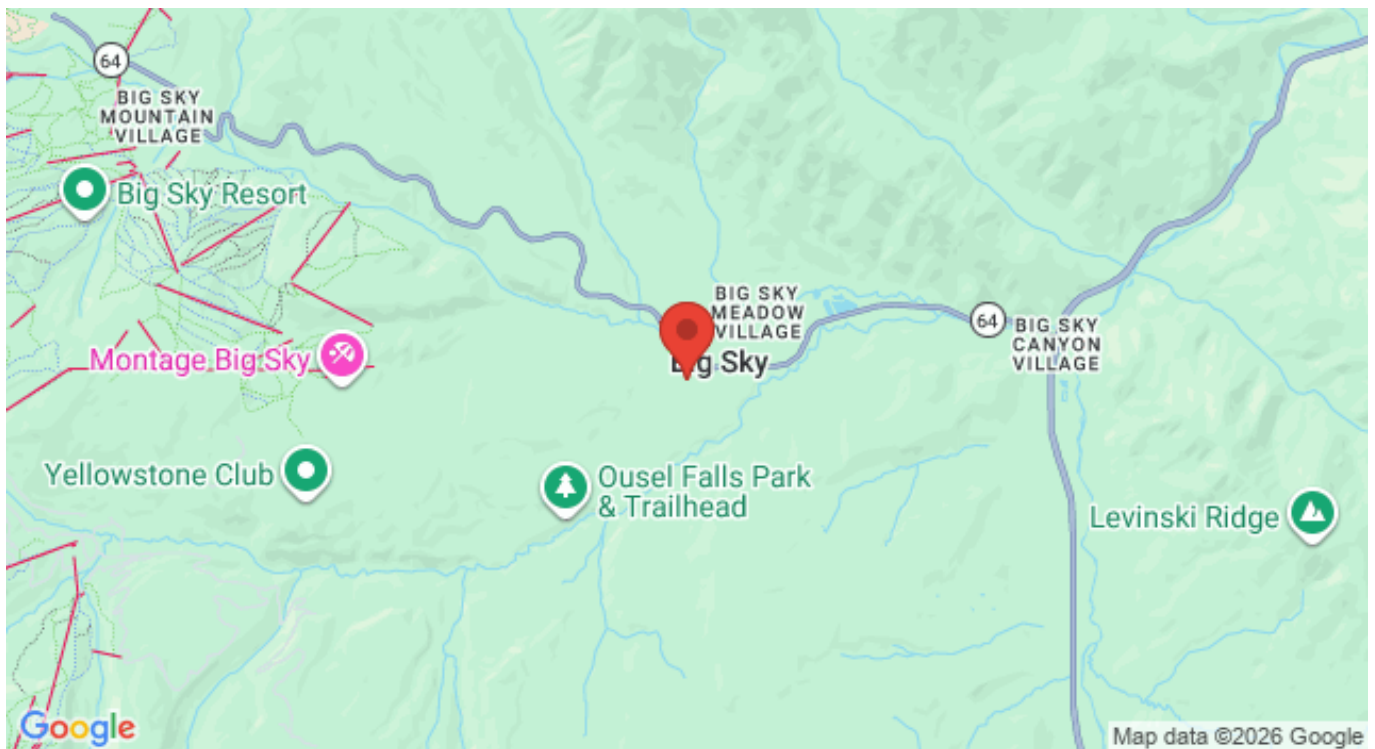 64
BIG SKY
MOUNTAIN
VILLAGE
Big Sky Resort
BIG SKY
MEADOW
VILLAGE
64
BIG SKY
CANYON
VILLAGE
Montage Big Sky
Big Sky
Yellowstone Club
Ousel Falls Park
& Trailhead
Levinski Ridge
Google
Map data ©2026 Google